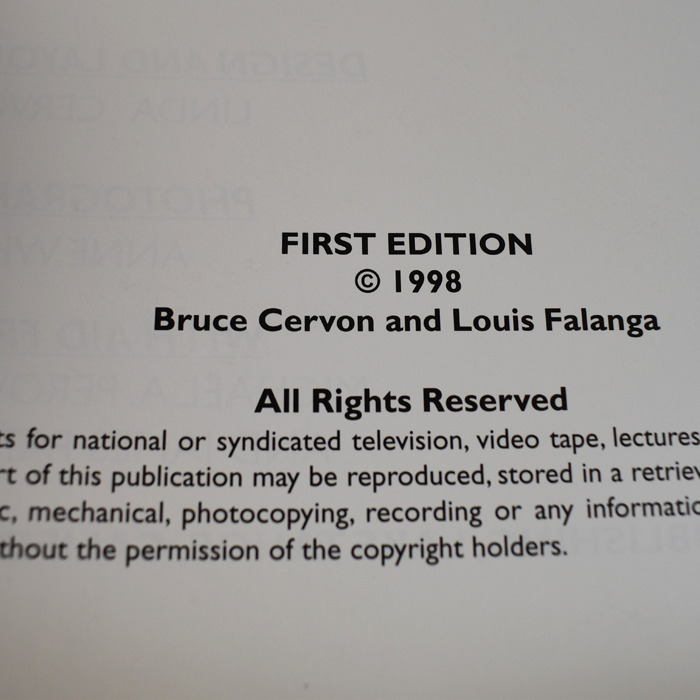 FIRST EDITION
© 1998
Bruce Cervon and Louis Falanga
All Rights Reserved
ts for national or syndicated television, video tape, lectures
rt of this publication may be reproduced, stored in a retriev
c, mechanical, photocopying, recording or any informatio
thout the permission of the copyright holders.